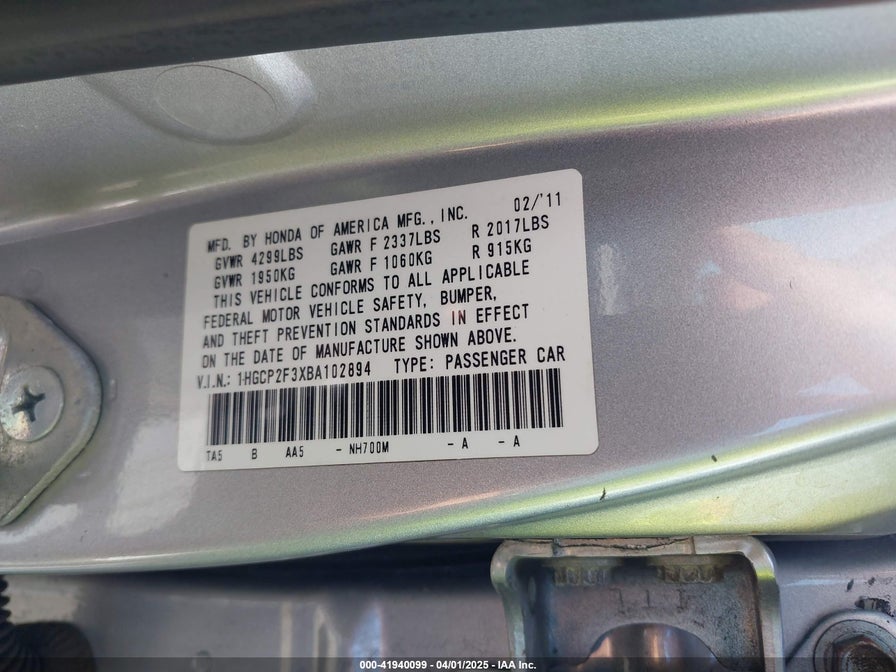 MFD. BY HONDA OF AMERICA MFG., INC. 02/'11
GVWR 4299LBS GAWR F 2337LBS R 2017LBS
GVWR 1950KG GAWR F 1060KG R 915KG
THIS VEHICLE CONFORMS TO ALL APPLICABLE
FEDERAL MOTOR VEHICLE SAFETY, BUMPER,
AND THEFT PREVENTION STANDARDS IN EFFECT
ON THE DATE OF MANUFACTURE SHOWN ABOVE.
V.I.N.: 1HGCP2F3XBA102894 TYPE: PASSENGER CAR
TA5 B AA5 - NH700M - A - A
000-41940099 | 04/01/2025 - IAA Inc.